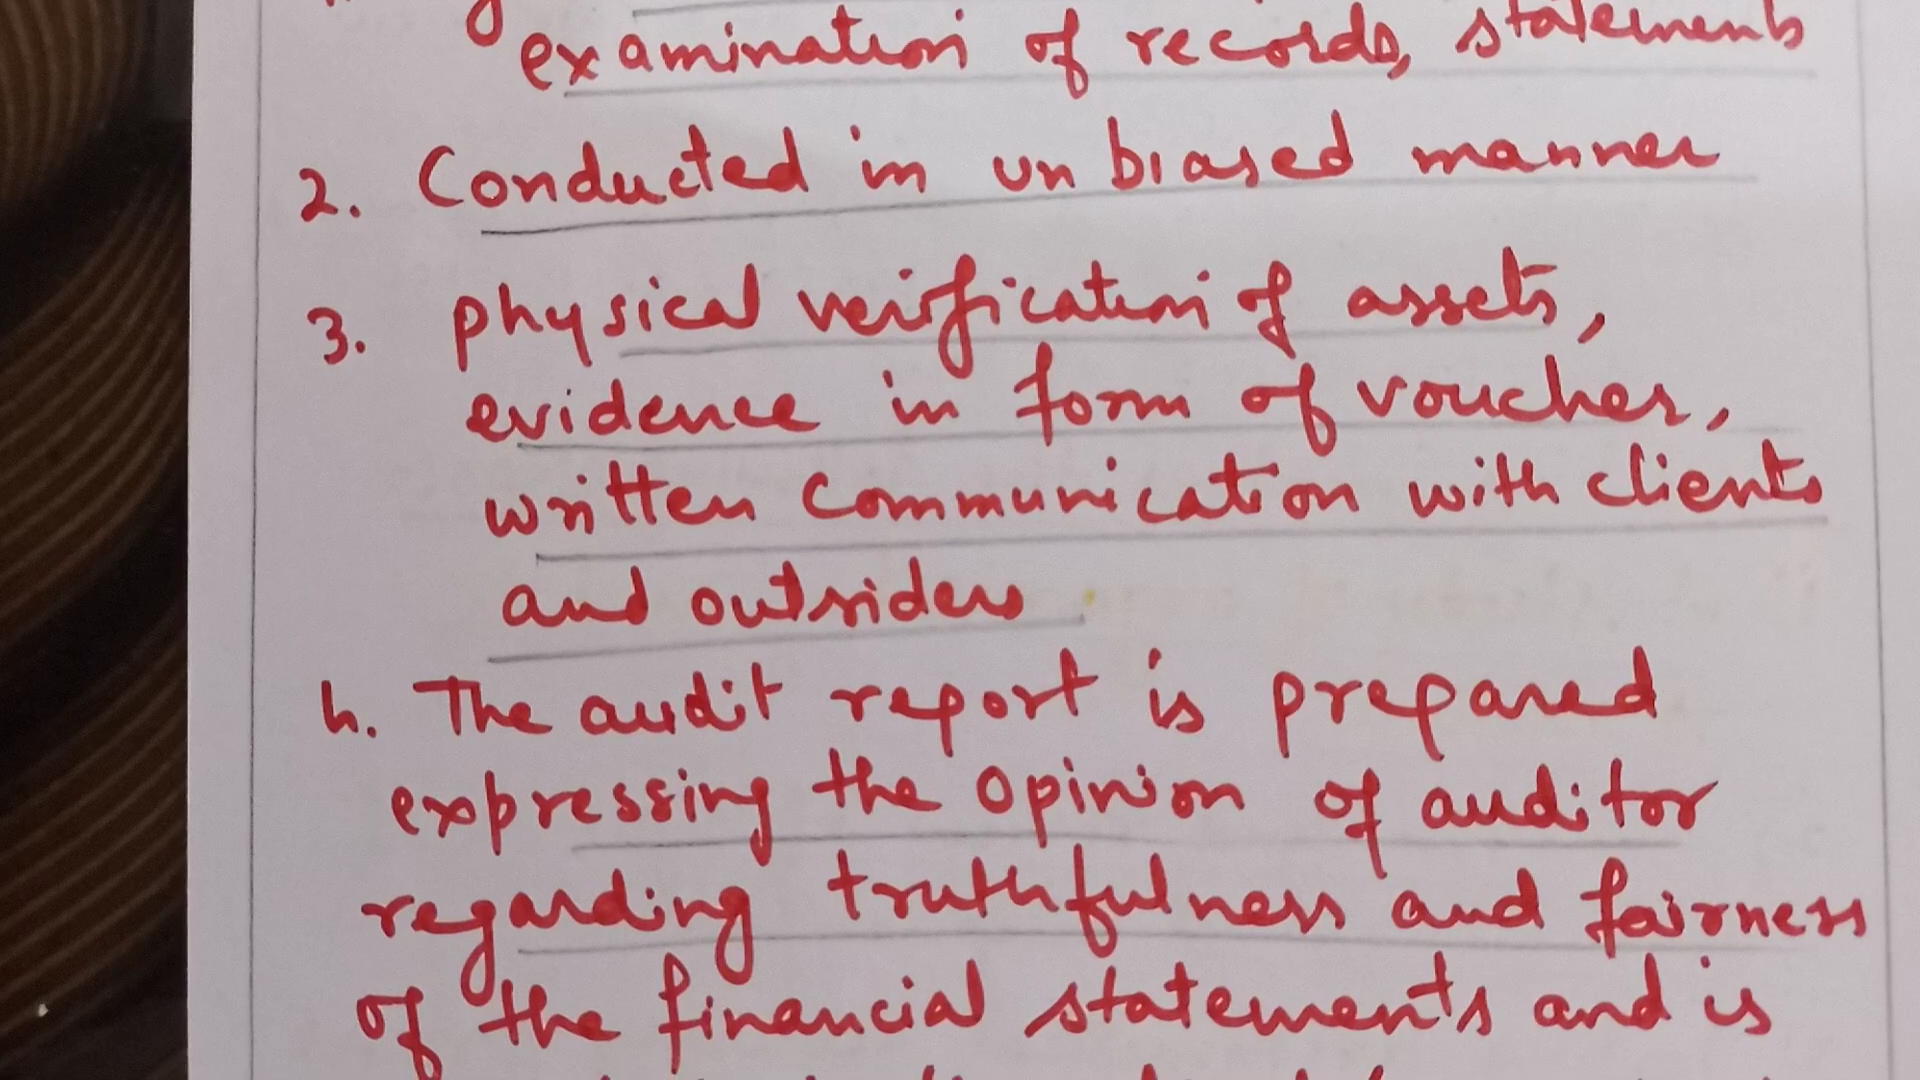 examination of records, statements
2. Conducted in unbiased manner
3. physical verification of assets,
evidence in form of voucher,
written communication with clients
and outsiders
4. The audit report is prepared
expressing the opinion of auditor
regarding truthfulness and fairness
of the financial statements and is